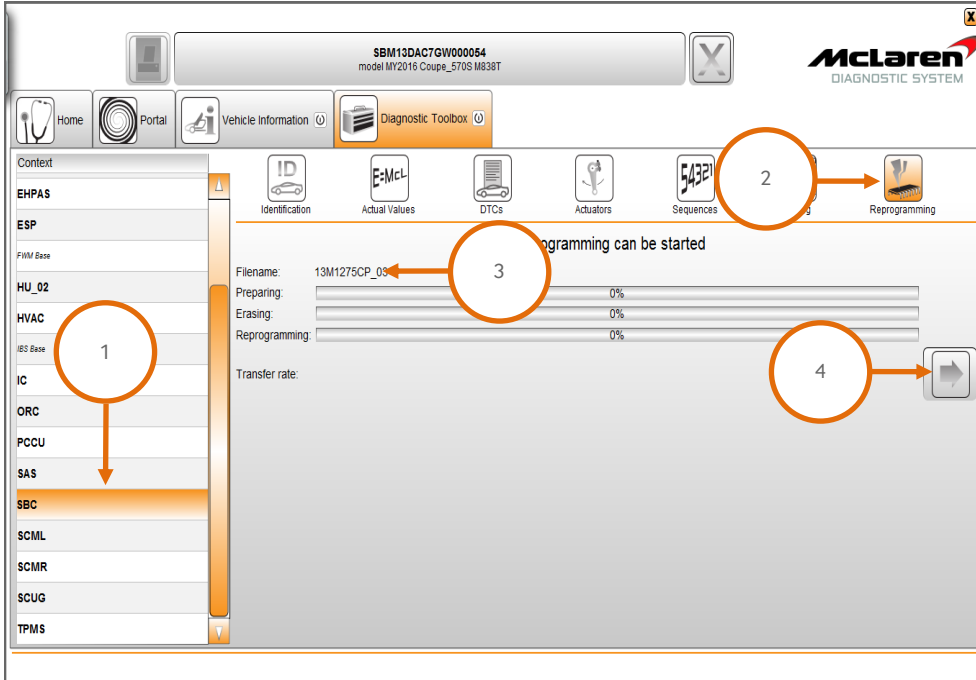 X
SBM13DAC7GW000054
model MY2016 Coupe_570S M838T
McLaren
DIAGNOSTIC SYSTEM
Home
Portal
Vehicle Information
Diagnostic Toolbox
Context
EHPAS
ESP
FWM Base
HU_02
HVAC
IBS Base
IC
ORC
PCCU
SAS
SBC
SCML
SCMR
SCUG
TPMS
ID
E=McL
54321
Identification
Actual Values
DTCs
Actuators
Sequences
Reprogramming
ogramming can be started
Filename: 13M1275CP_03
Preparing: 0%
Erasing: 0%
Reprogramming: 0%
Transfer rate:
1
2
3
4